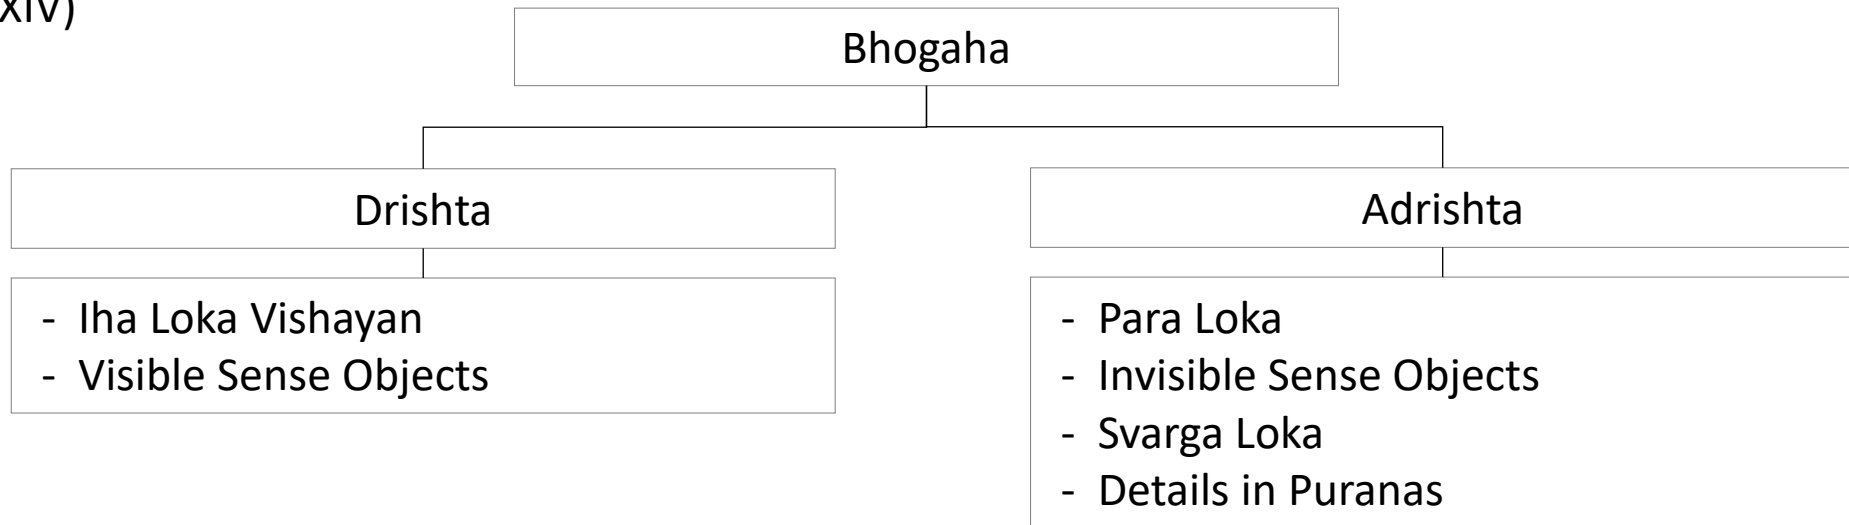 XIV)
Bhogaha
Drishta
- Iha Loka Vishayan
- Visible Sense Objects
Adrishta
- Para Loka
- Invisible Sense Objects
- Svarga Loka
- Details in Puranas